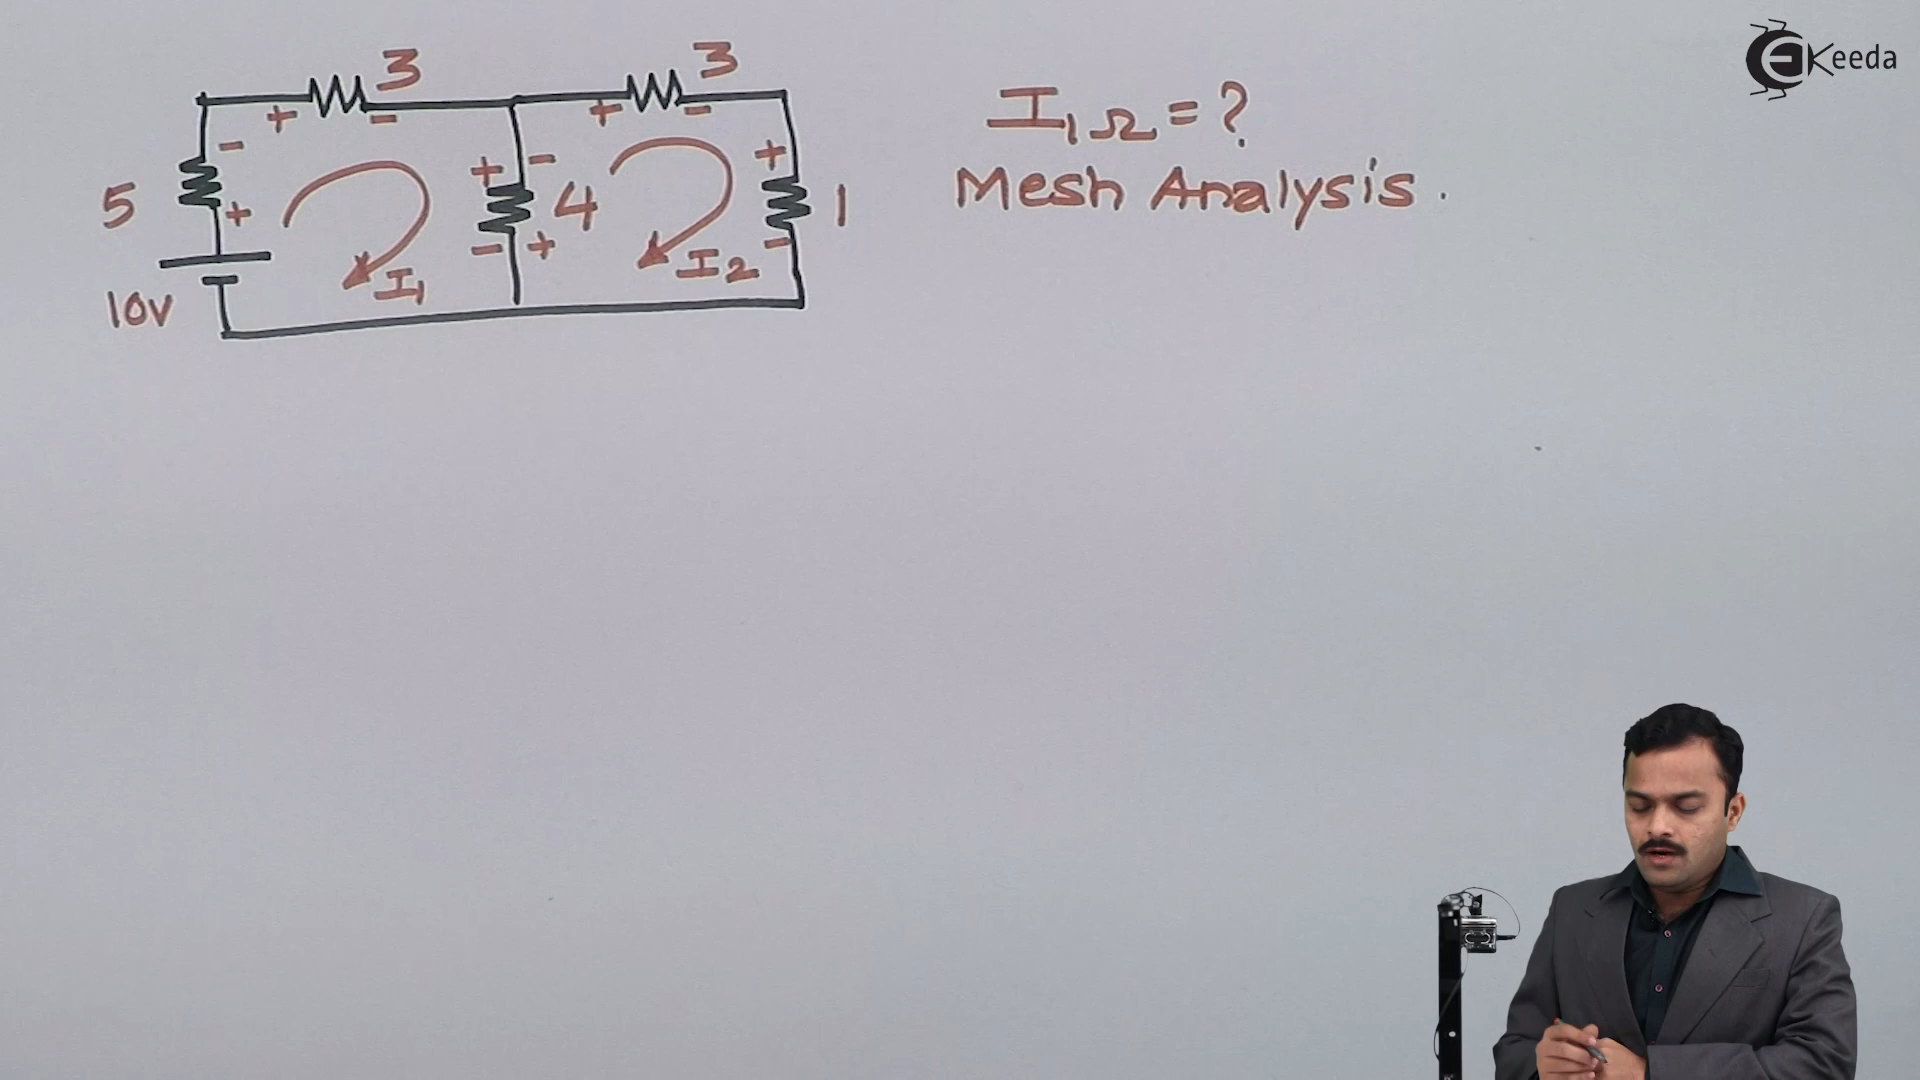 3
3
5
+ -
+ -
- +
+ -
- +
+ -
4
1
I₁
I₂
10V
I₁Ω = ?
Mesh Analysis.
EKeeda